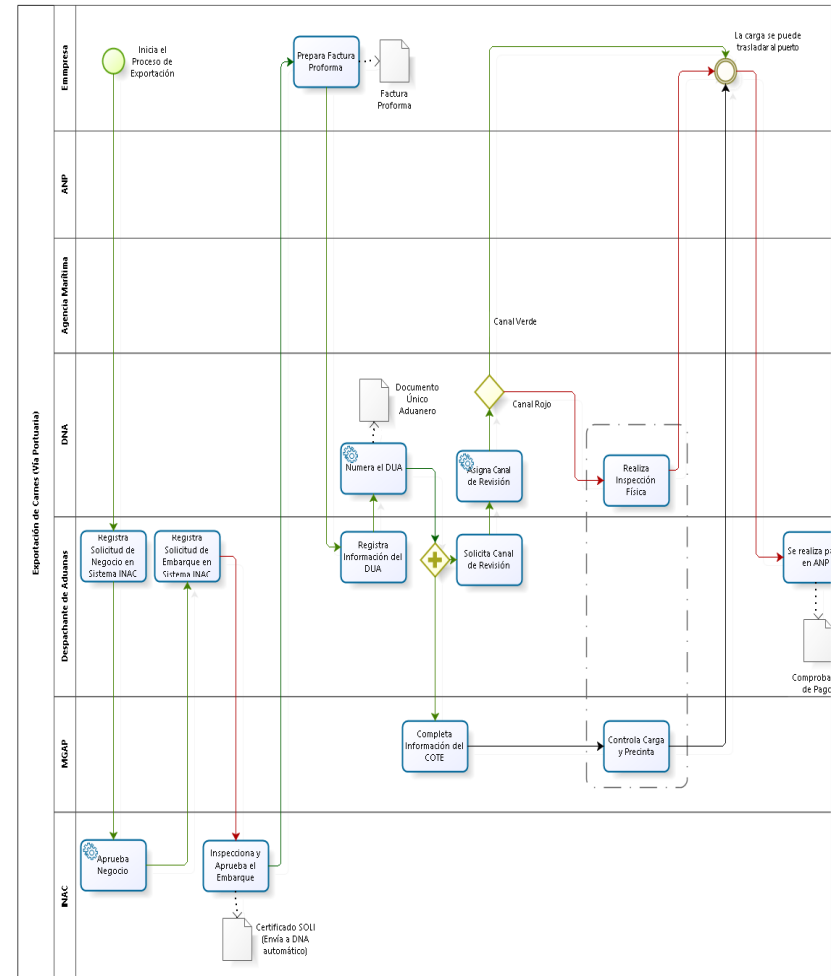 Exportación de Carnes (Vía Portuaria)
Emmpresa
Inicia el
Proceso de
Exportación
Prepara Factura
Proforma
Factura
Proforma
La carga se puede
trasladar al puerto
ANP
Agencia Marítima
Canal Verde
DNA
Documento
Único
Aduanero
Canal Rojo
Numera el DUA
Asigna Canal
de Revisión
Realiza
Inspección
Física
Despachante de Aduanas
Registra
Solicitud de
Negocio en
Sistema INAC
Registra
Solicitud de
Embarque en
Sistema INAC
Registra
Información del
DUA
Solicita Canal
de Revisión
Se realiza pa
en ANP
Comproba
de Pago
MGAP
Completa
Información del
COTE
Controla Carga
y Precinta
INAC
Aprueba
Negocio
Inspecciona y
Aprueba el
Embarque
Certificado SOLI
(Envía a DNA
automático)